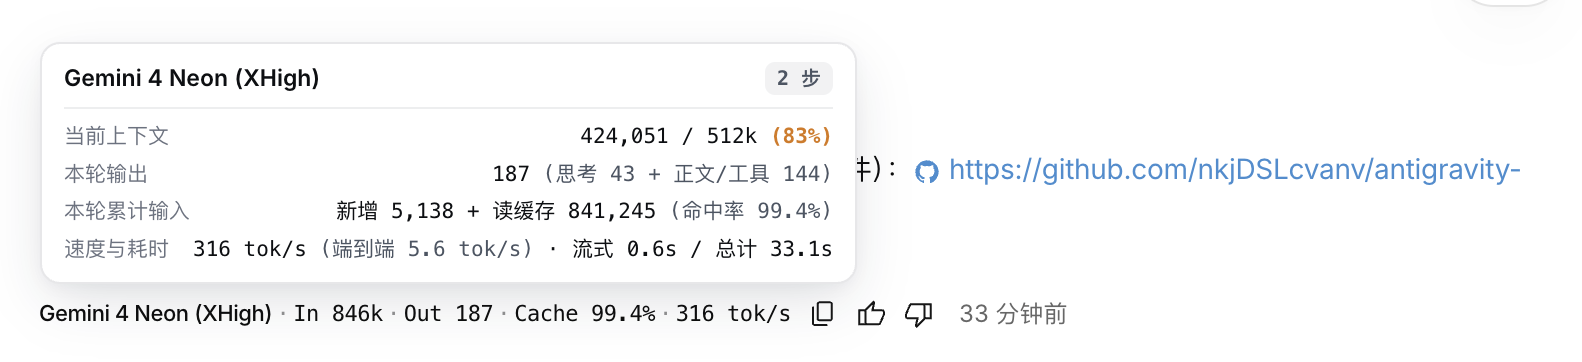 Gemini 4 Neon (XHigh) 2 步
当前上下文 424,051 / 512k (83%)
本轮输出 187 (思考 43 + 正文/工具 144)
件)： https://github.com/nkjDSLcvanv/antigravity-
本轮累计输入 新增 5,138 + 读缓存 841,245 (命中率 99.4%)
速度与耗时 316 tok/s (端到端 5.6 tok/s) · 流式 0.6s / 总计 33.1s
Gemini 4 Neon (XHigh) · In 846k · Out 187 · Cache 99.4% · 316 tok/s 33 分钟前